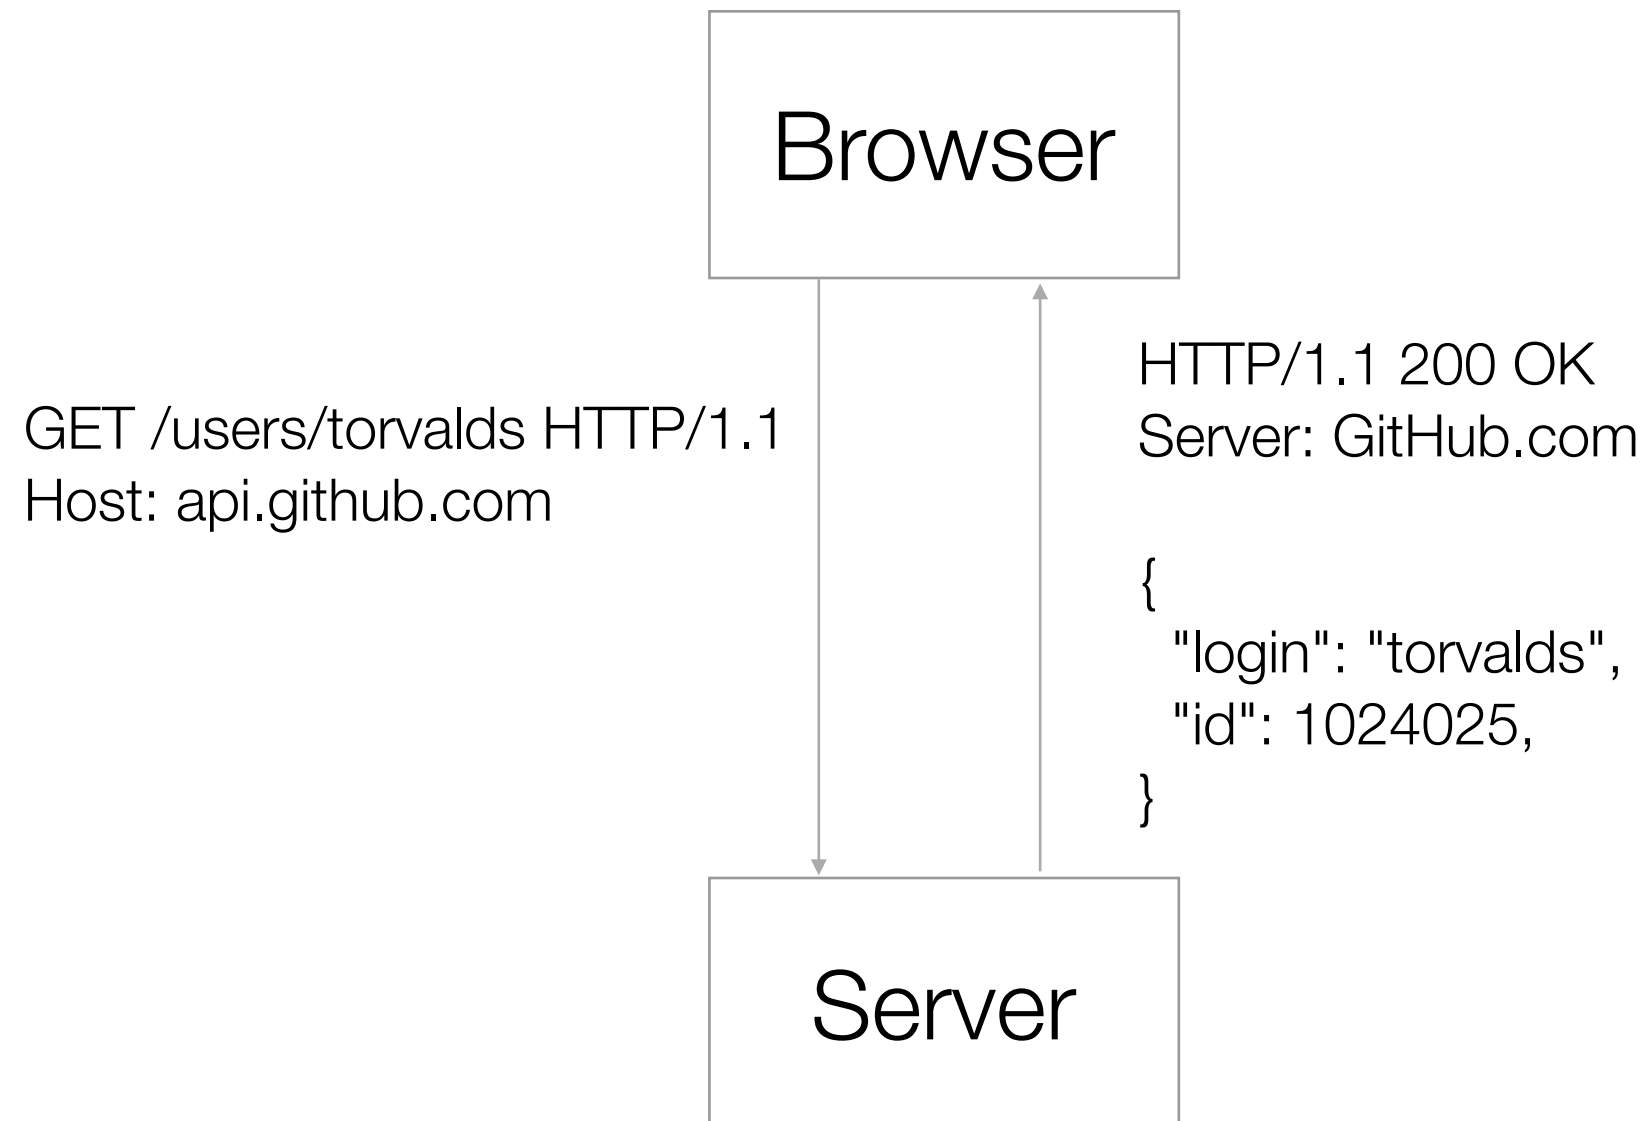 Browser
GET /users/torvalds HTTP/1.1
Host: api.github.com
HTTP/1.1 200 OK
Server: GitHub.com
{
"login": "torvalds",
"id": 1024025,
}
Server